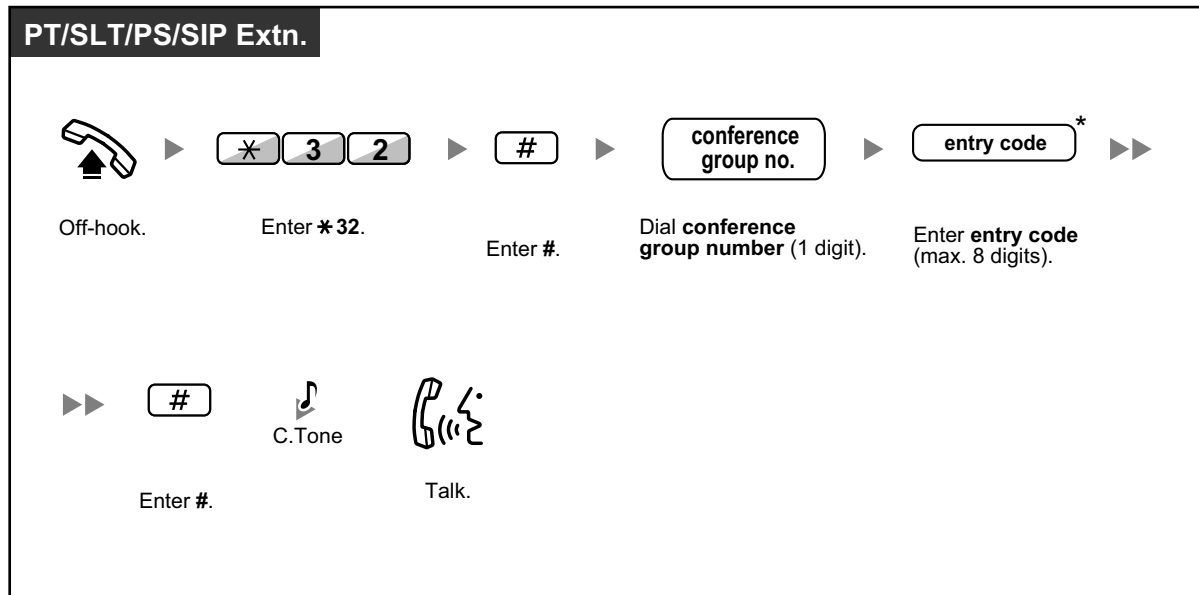 PT/SLT/PS/SIP Extn.
* 3 2
#
conference
group no.
entry code *
Off-hook.
Enter * 32.
Enter #.
Dial conference
group number (1 digit).
Enter entry code
(max. 8 digits).
#
C.Tone
Enter #.
Talk.